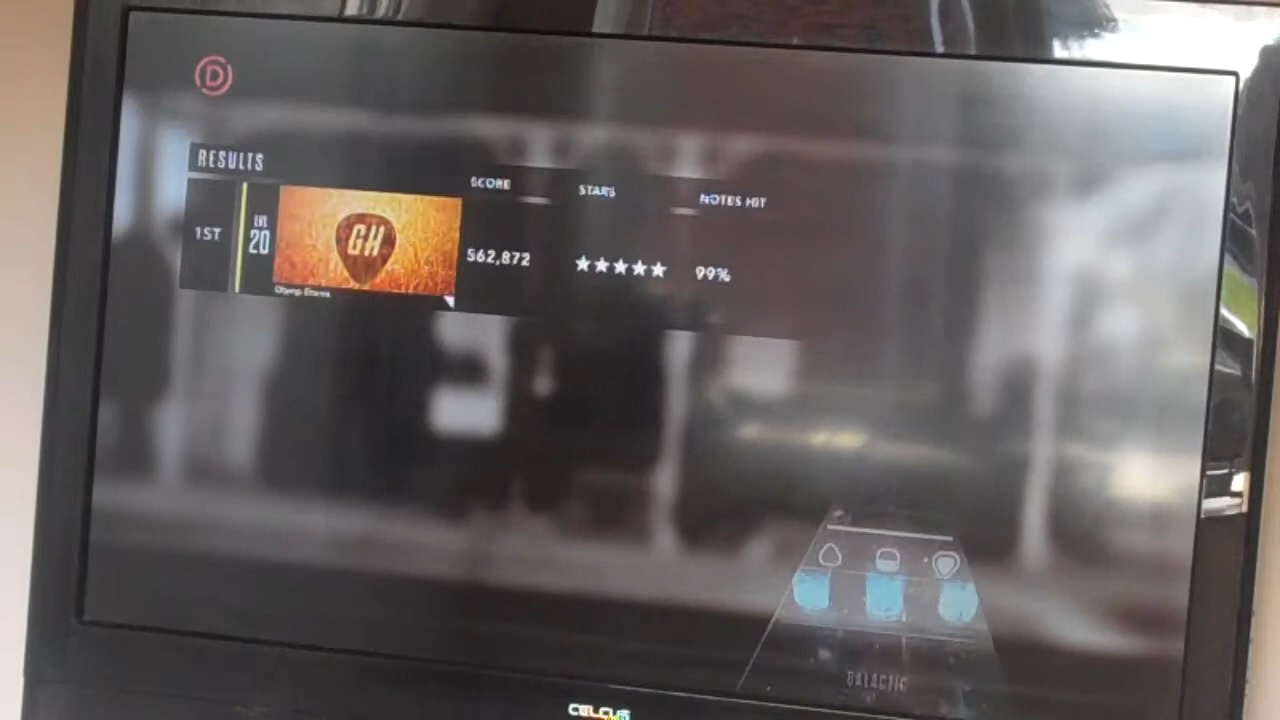 D
RESULTS
SCORE
STARS
NOTES HIT
1ST
LVL
20
GH
562,872
99%
GALACTIC
CELCUS